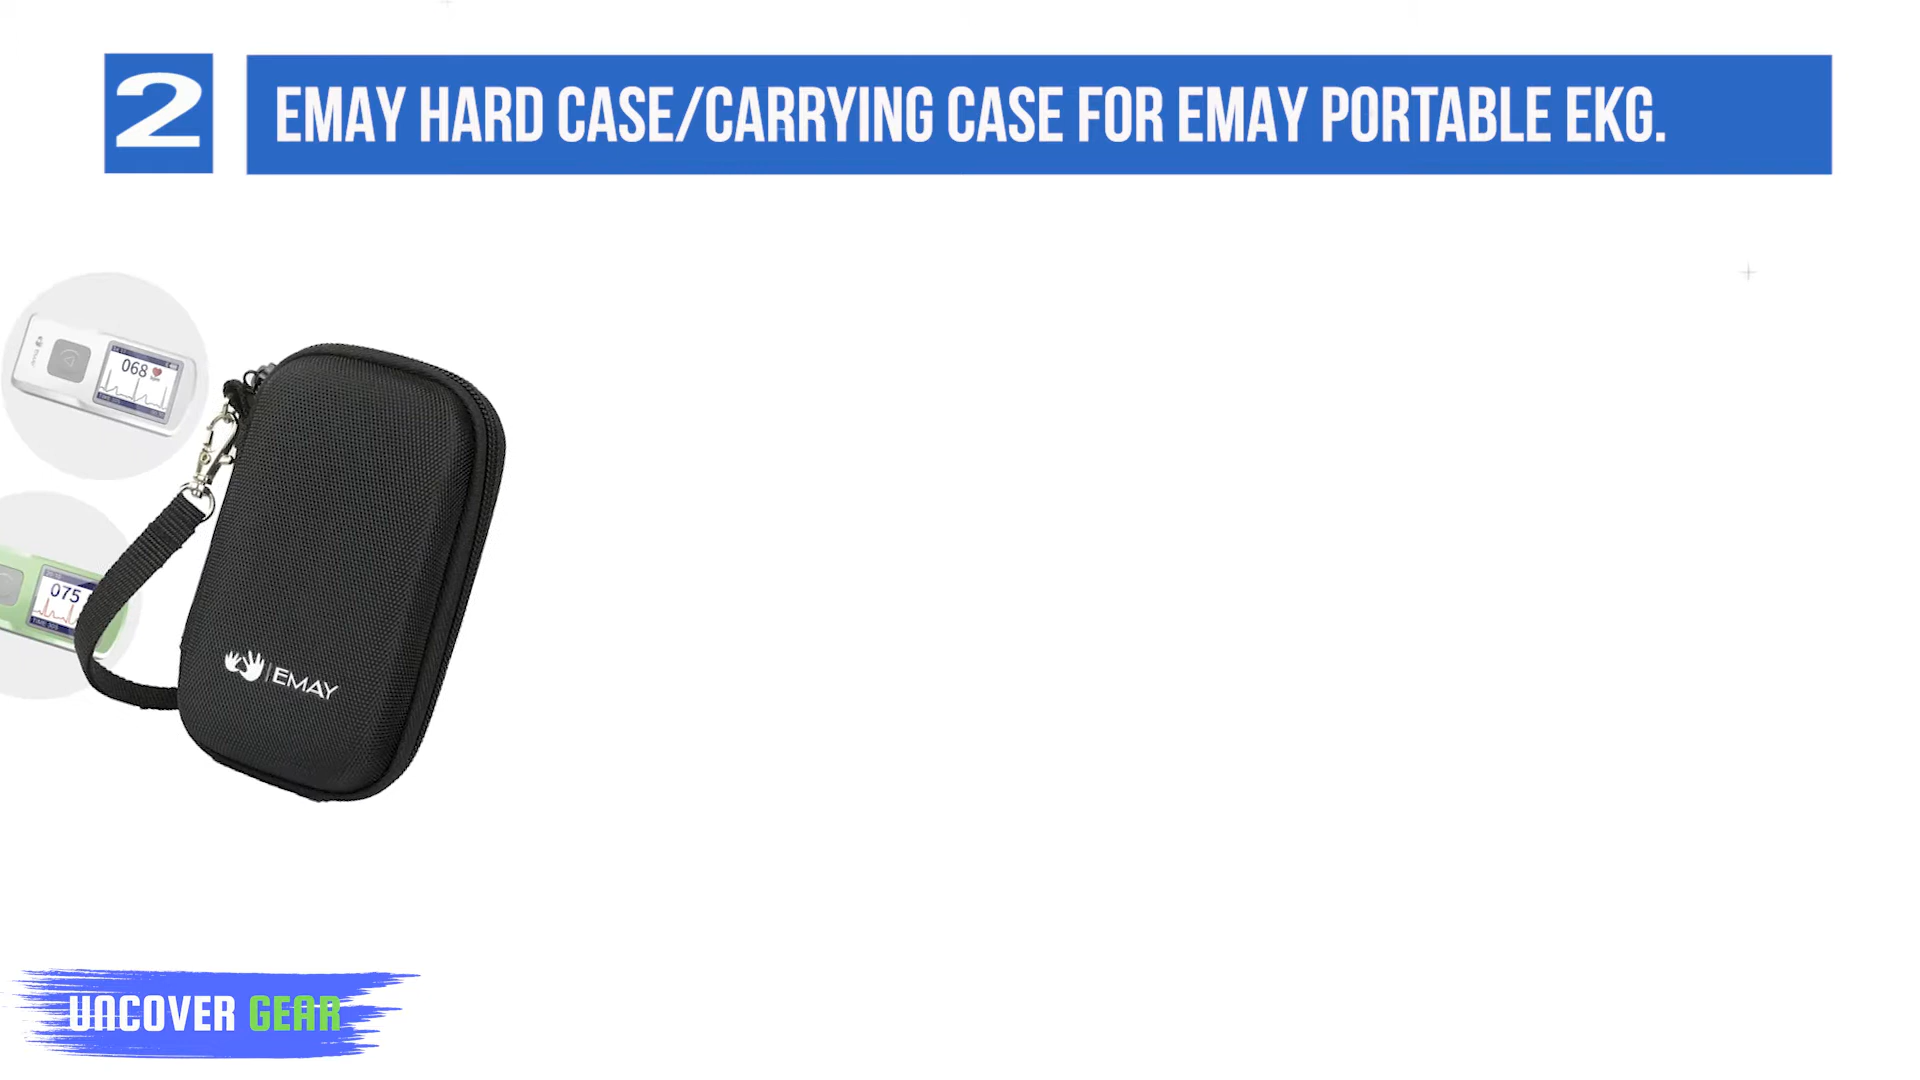 2
EMAY HARD CASE/CARRYING CASE FOR EMAY PORTABLE EKG.
068
075
EMAY
UNCOVER GEAR